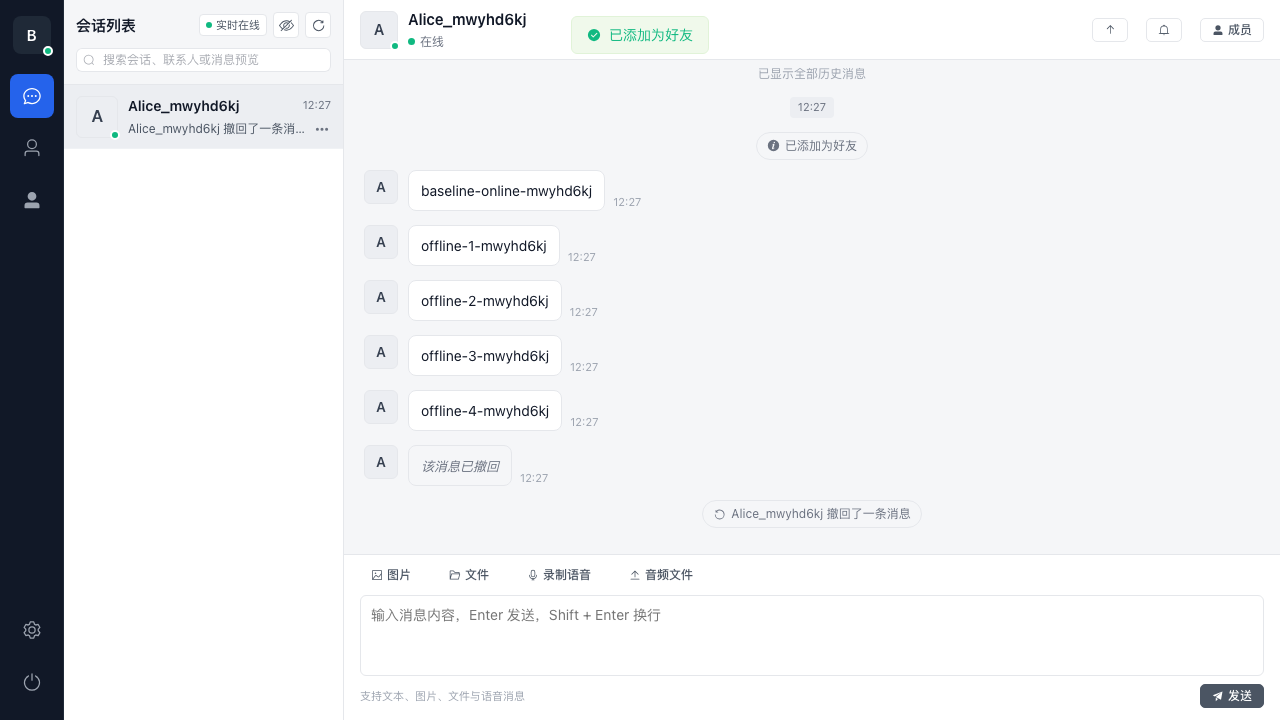 B
会话列表
实时在线
搜索会话、联系人或消息预览
A
Alice_mwyhd6kj
12:27
Alice_mwyhd6kj 撤回了一条消...
A
Alice_mwyhd6kj
在线
已添加为好友
成员
已显示全部历史消息
12:27
已添加为好友
A
baseline-online-mwyhd6kj
12:27
A
offline-1-mwyhd6kj
12:27
A
offline-2-mwyhd6kj
12:27
A
offline-3-mwyhd6kj
12:27
A
offline-4-mwyhd6kj
12:27
A
该消息已撤回
12:27
Alice_mwyhd6kj 撤回了一条消息
图片
文件
录制语音
音频文件
输入消息内容，Enter 发送，Shift + Enter 换行
支持文本、图片、文件与语音消息
发送